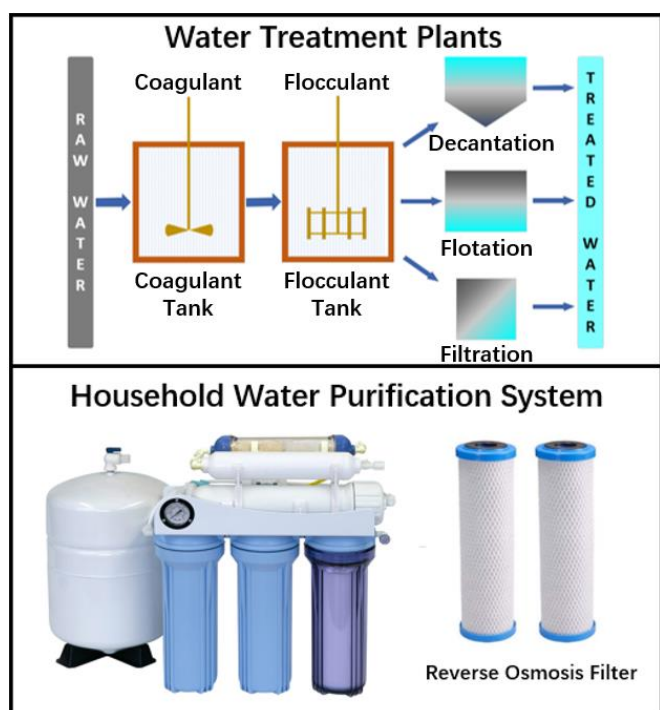 Water Treatment Plants
RAW WATER
Coagulant
Flocculant
Coagulant
Tank
Flocculant
Tank
Decantation
Flotation
Filtration
TREATED WATER
Household Water Purification System
Reverse Osmosis Filter